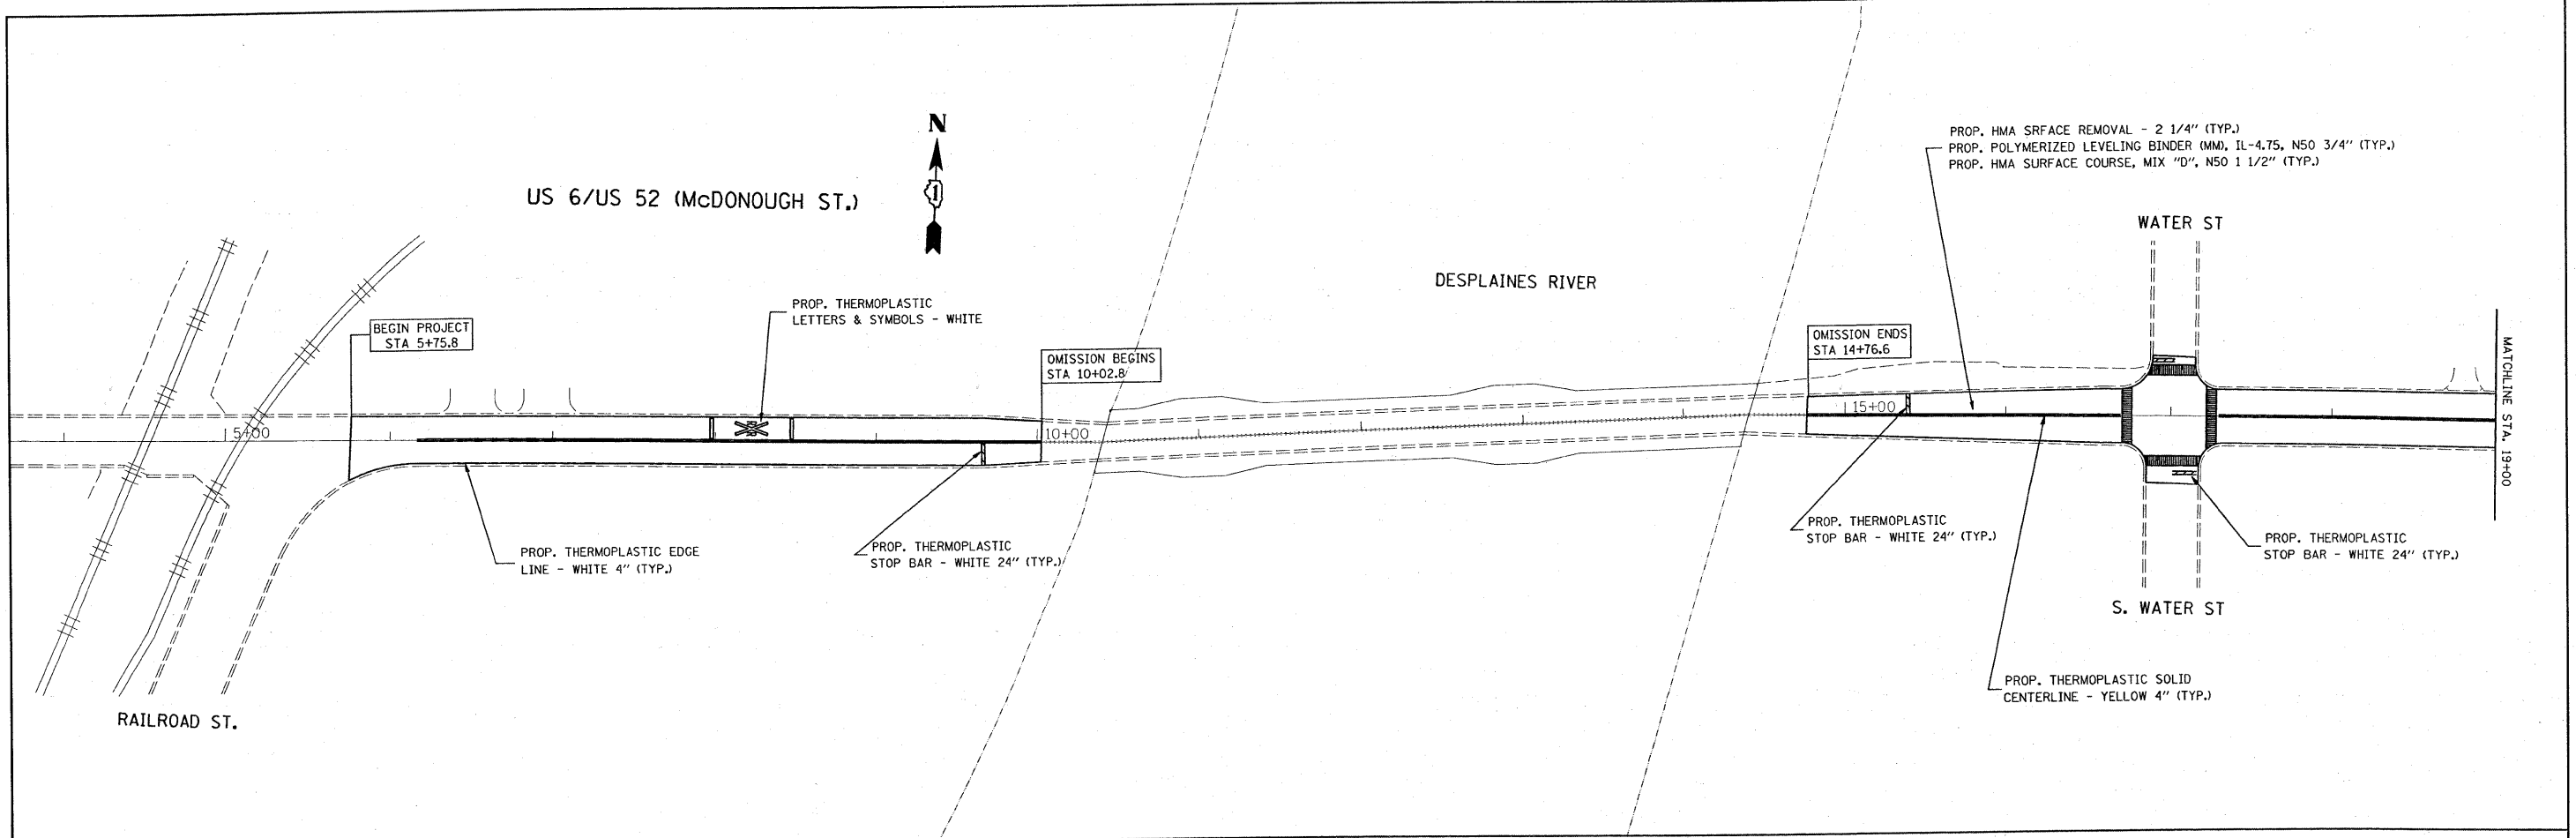 PROP. HMA SRFACE REMOVAL - 2 1/4" (TYP.)
PROP. POLYMERIZED LEVELING BINDER (MM), IL-4.75, N50 3/4" (TYP.)
PROP. HMA SURFACE COURSE, MIX "D", N50 1 1/2" (TYP.)
N
1
US 6/US 52 (McDONOUGH ST.)
WATER ST
DESPLAINES RIVER
PROP. THERMOPLASTIC
LETTERS & SYMBOLS - WHITE
BEGIN PROJECT
STA 5+75.8
OMISSION BEGINS
STA 10+02.8
OMISSION ENDS
STA 14+76.6
MATCHLINE STA. 19+00
5+00
10+00
15+00
PROP. THERMOPLASTIC EDGE
LINE - WHITE 4" (TYP.)
PROP. THERMOPLASTIC
STOP BAR - WHITE 24" (TYP.)
PROP. THERMOPLASTIC
STOP BAR - WHITE 24" (TYP.)
PROP. THERMOPLASTIC
STOP BAR - WHITE 24" (TYP.)
S. WATER ST
PROP. THERMOPLASTIC SOLID
CENTERLINE - YELLOW 4" (TYP.)
RAILROAD ST.